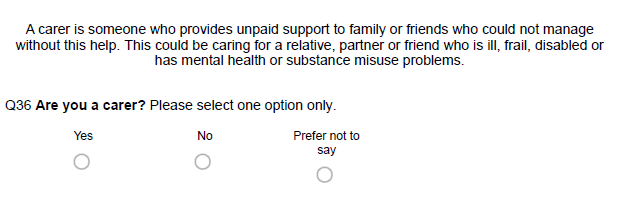 A carer is someone who provides unpaid support to family or friends who could not manage
without this help. This could be caring for a relative, partner or friend who is ill, frail, disabled or
has mental health or substance misuse problems.
Q36 Are you a carer? Please select one option only.
Yes No Prefer not to
say